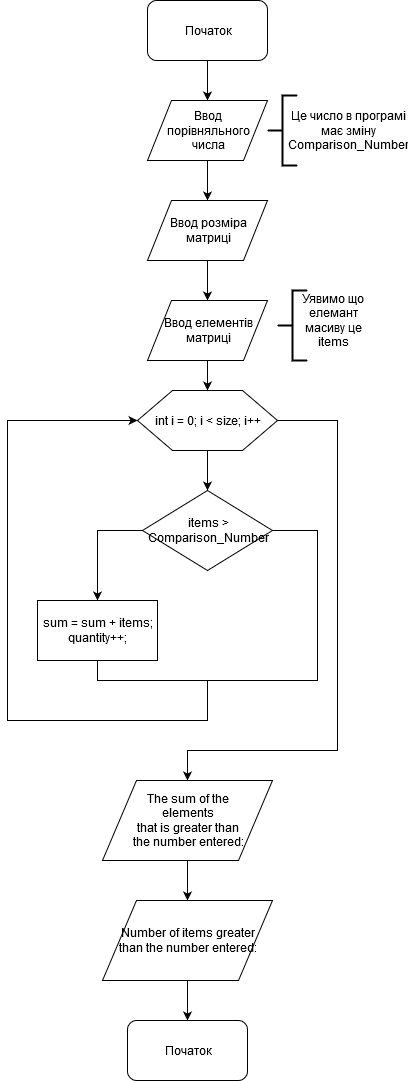 Початок
Ввод
порівняльного
числа
Це число в програмі
має зміну
Comparison_Number
Ввод розміра
матриці
Ввод елементів
матриці
Уявимо що
елемант
масиву це
items
int i = 0; i < size; i++
items >
Comparison_Number
sum = sum + items;
quantity++;
The sum of the
elements
that is greater than
the number entered:
Number of items greater
than the number entered:
Початок